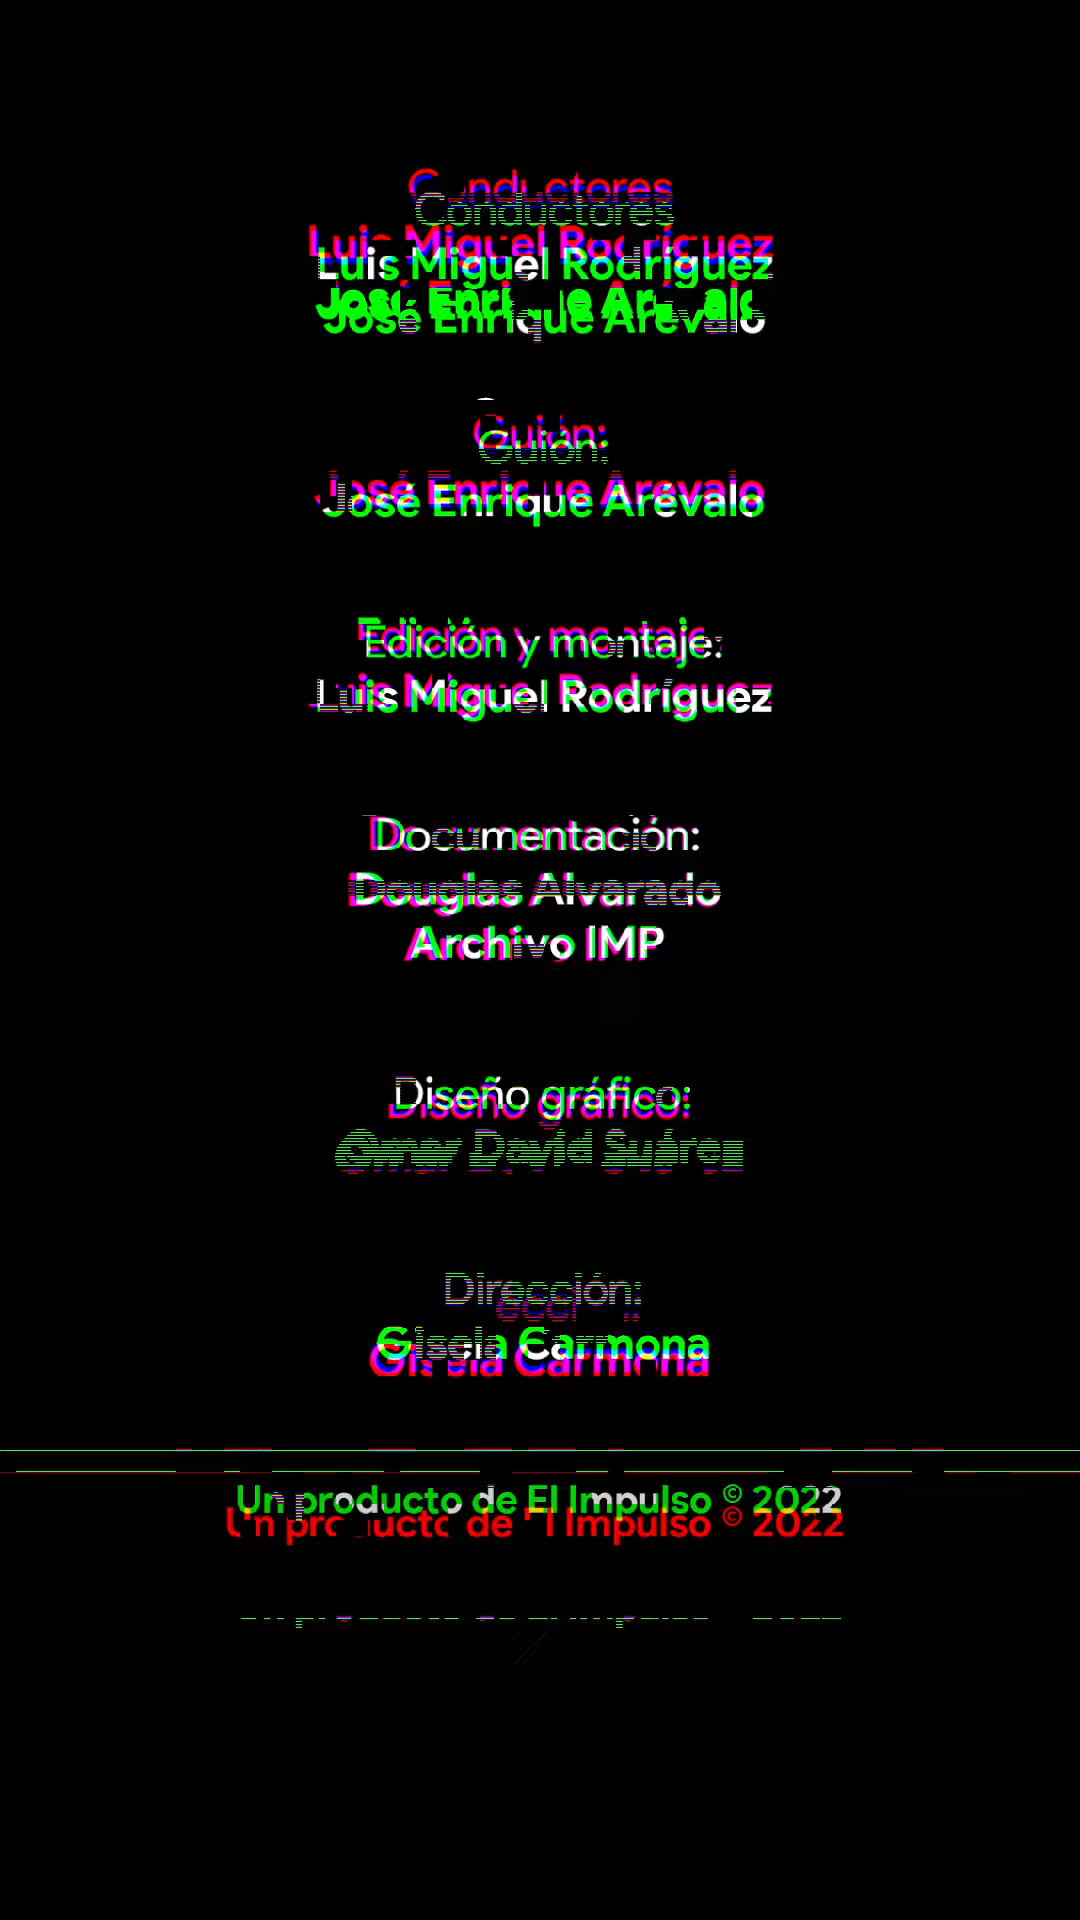 Conductores
Luis Miguel Rodríguez
José Enrique Arévalo
Guión:
José Enrique Arévalo
Edición y montaje:
Luis Miguel Rodríguez
Documentación:
Douglas Alvarado
Archivo IMP
Diseño gráfico:
Omar David Suárez
Dirección:
Gisela Carmona
Un producto de El Impulso © 2022